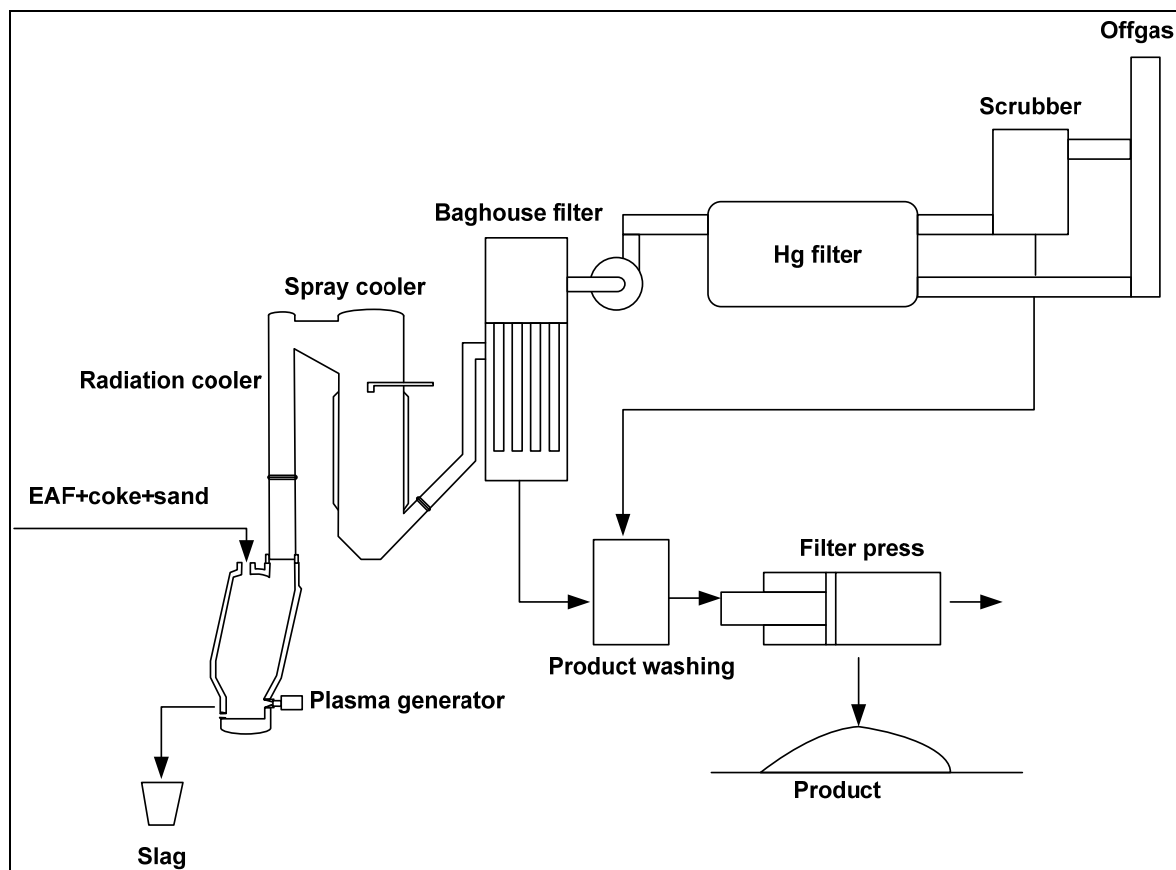 Offgas
Scrubber
Baghouse filter
Hg filter
Spray cooler
Radiation cooler
EAF+coke+sand
Filter press
Product washing
Plasma generator
Product
Slag